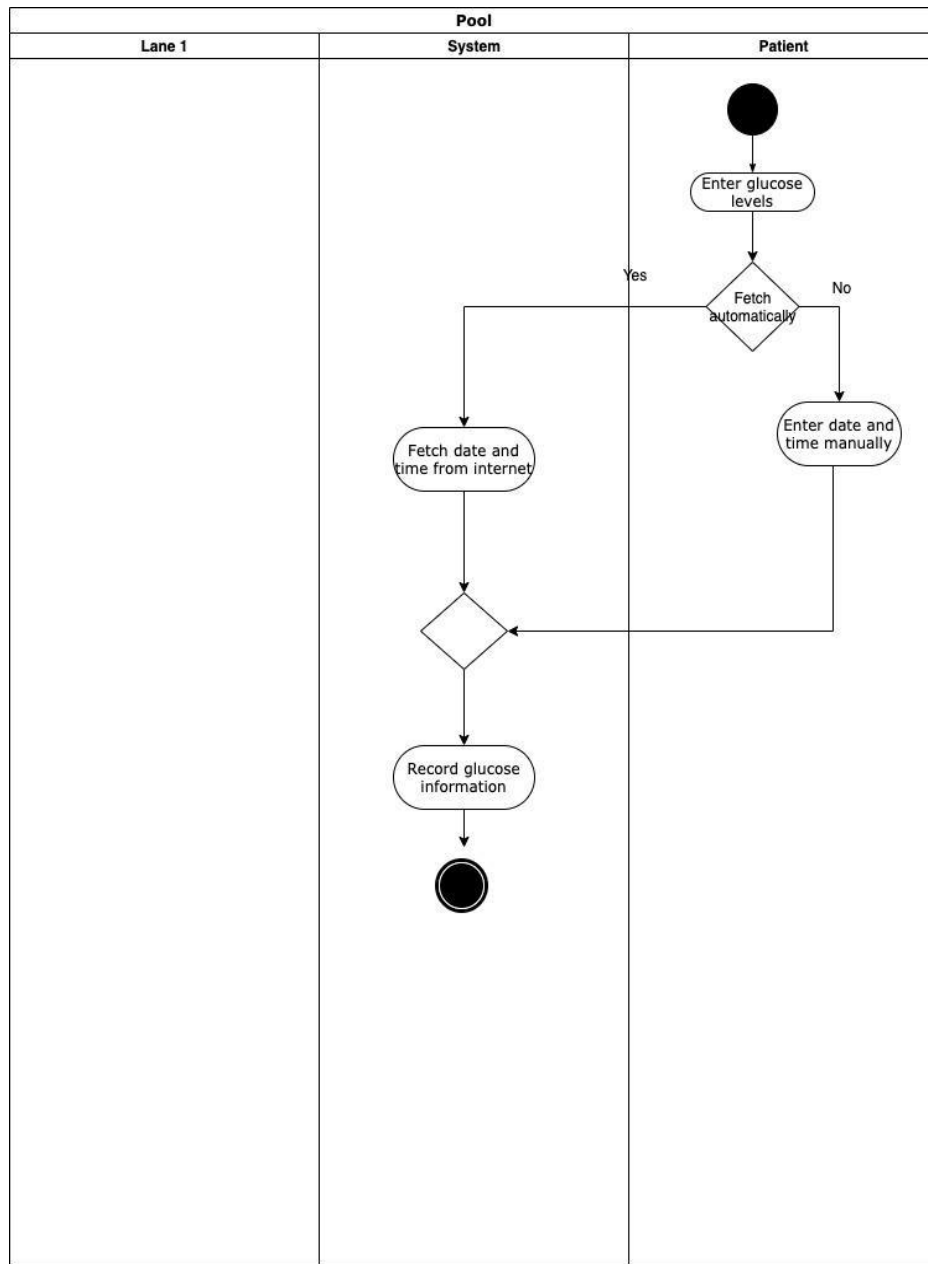 Pool
Lane 1
System
Patient
Enter glucose
levels
Yes
No
Fetch
automatically
Enter date and
time manually
Fetch date and
time from internet
Record glucose
information